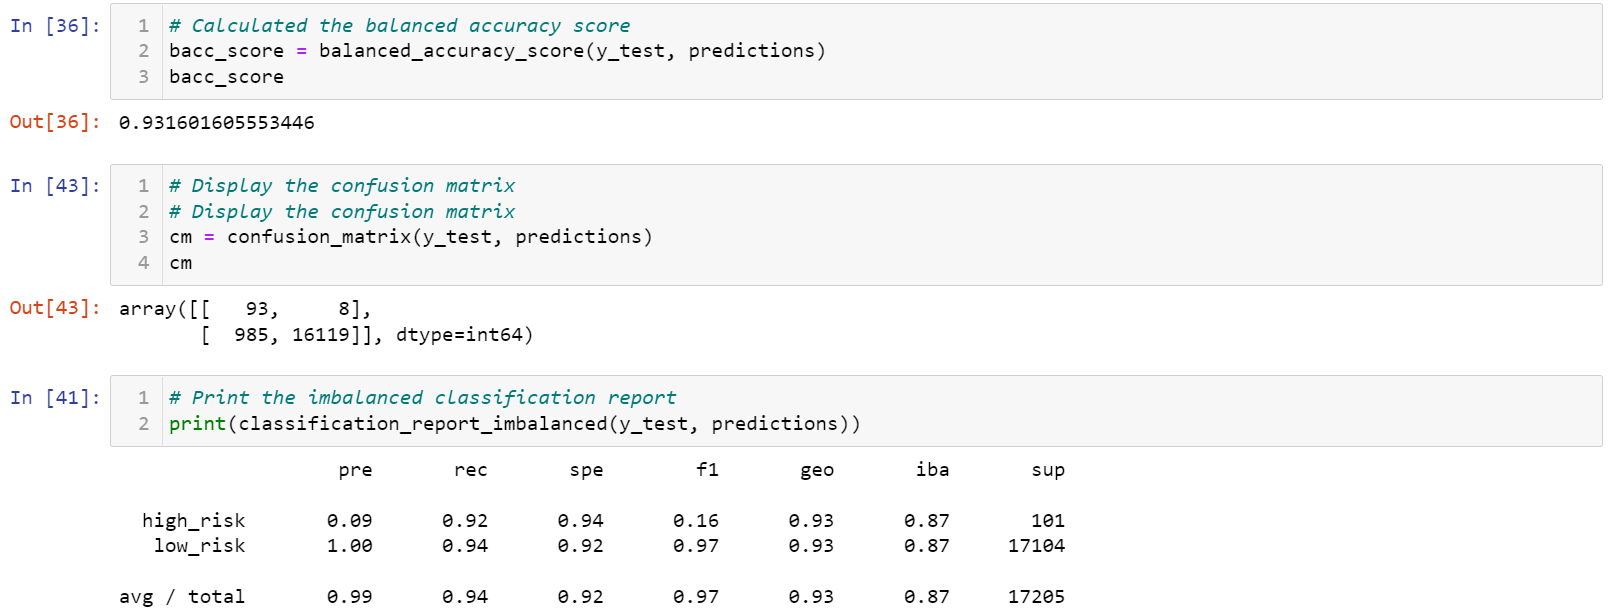 In [36]: 1 # Calculated the balanced accuracy score
2 bacc_score = balanced_accuracy_score(y_test, predictions)
3 bacc_score
Out[36]: 0.931601605553446
In [43]: 1 # Display the confusion matrix
2 # Display the confusion matrix
3 cm = confusion_matrix(y_test, predictions)
4 cm
Out[43]: array([[   93,     8],
       [  985, 16119]], dtype=int64)
In [41]: 1 # Print the imbalanced classification report
2 print(classification_report_imbalanced(y_test, predictions))
pre rec spe f1 geo iba sup
high_risk 0.09 0.92 0.94 0.16 0.93 0.87 101
low_risk 1.00 0.94 0.92 0.97 0.93 0.87 17104
avg / total 0.99 0.94 0.92 0.97 0.93 0.87 17205